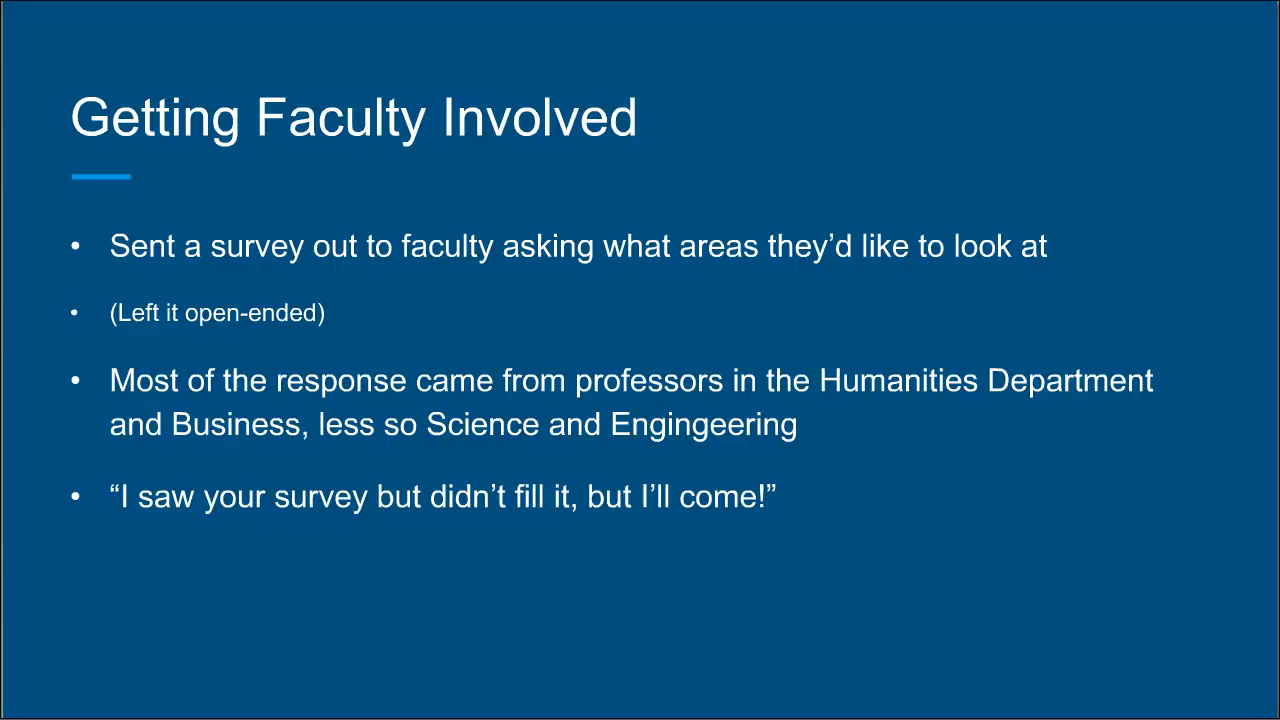 Getting Faculty Involved
• Sent a survey out to faculty asking what areas they’d like to look at
• (Left it open-ended)
• Most of the response came from professors in the Humanities Department
and Business, less so Science and Engingeering
• “I saw your survey but didn’t fill it, but I’ll come!”